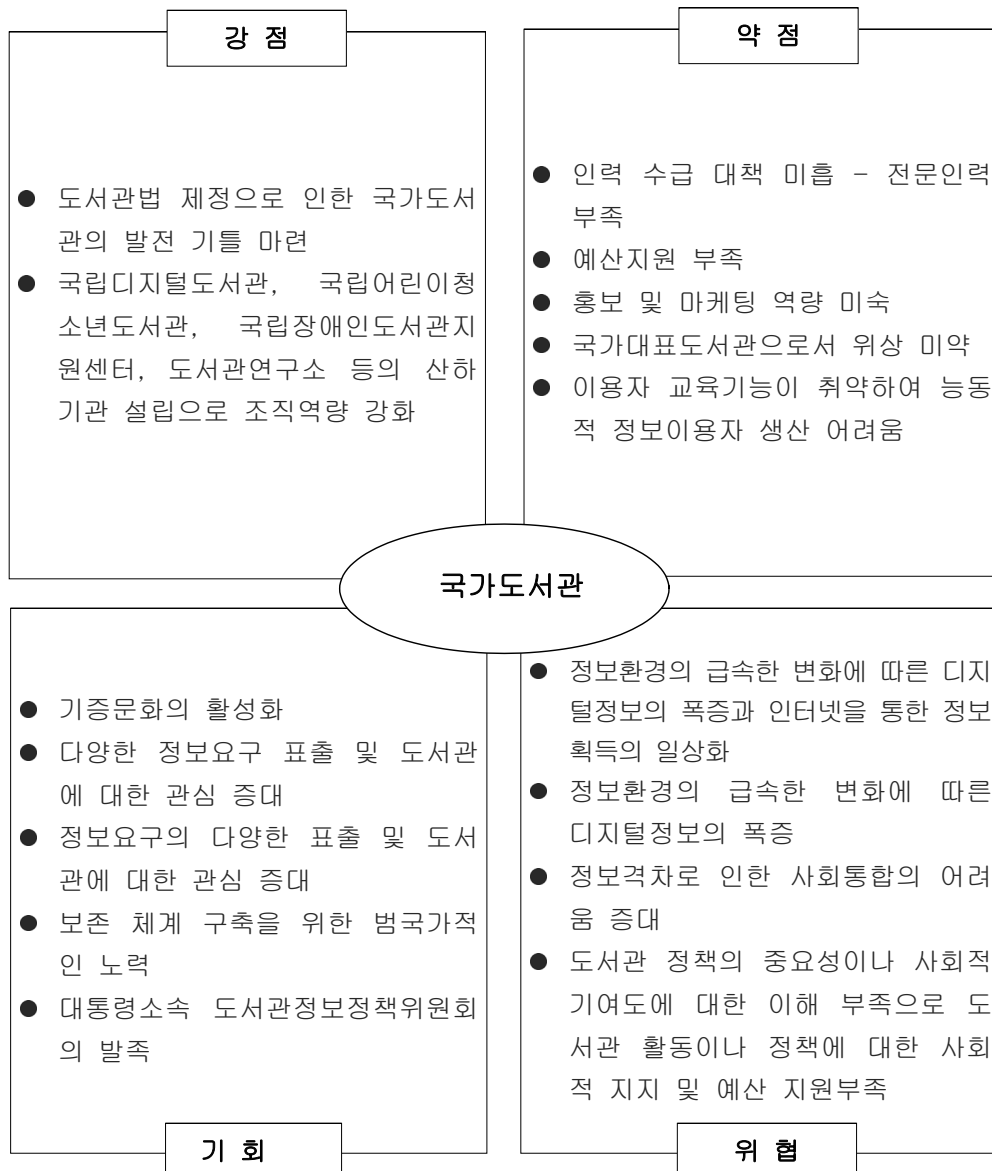 강 점
● 도서관법 제정으로 인한 국가도서
관의 발전 기틀 마련
● 국립디지털도서관, 국립어린이청
소년도서관, 국립장애인도서관지
원센터, 도서관연구소 등의 산하
기관 설립으로 조직역량 강화
약 점
● 인력 수급 대책 미흡 - 전문인력
부족
● 예산지원 부족
● 홍보 및 마케팅 역량 미숙
● 국가대표도서관으로서 위상 미약
● 이용자 교육기능이 취약하여 능동
적 정보이용자 생산 어려움
국가도서관
● 기증문화의 활성화
● 다양한 정보요구 표출 및 도서관
에 대한 관심 증대
● 정보요구의 다양한 표출 및 도서
관에 대한 관심 증대
● 보존 체계 구축을 위한 범국가적
인 노력
● 대통령소속 도서관정보정책위원회
의 발족
기 회
● 정보환경의 급속한 변화에 따른 디지
털정보의 폭증과 인터넷을 통한 정보
획득의 일상화
● 정보환경의 급속한 변화에 따른
디지털정보의 폭증
● 정보격차로 인한 사회통합의 어려
움 증대
● 도서관 정책의 중요성이나 사회적
기여도에 대한 이해 부족으로 도
서관 활동이나 정책에 대한 사회
적 지지 및 예산 지원부족
위 협